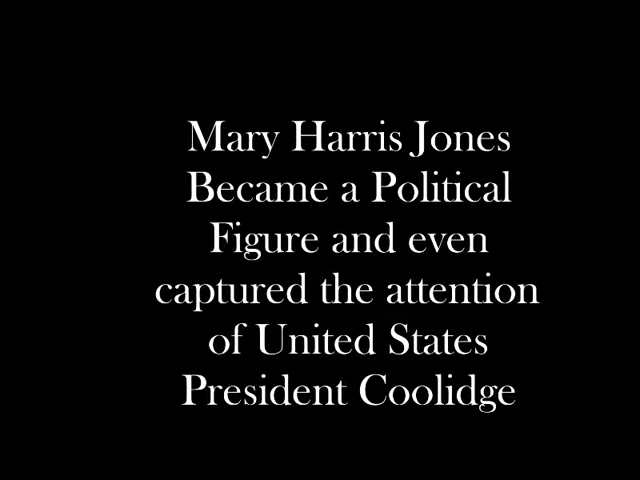 Mary Harris Jones
Became a Political
Figure and even
captured the attention
of United States
President Coolidge